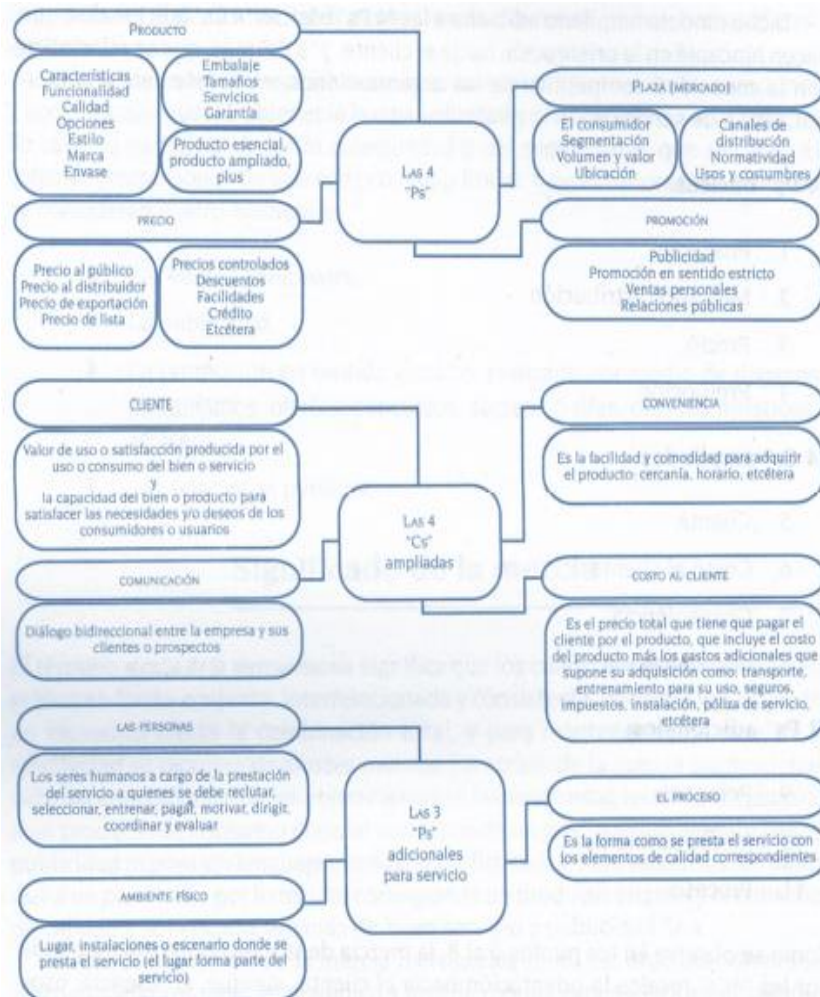 PRODUCTO
Características
Funcionalidad
Calidad
Opciones
Estilo
Marca
Envase
Embalaje
Tamaños
Servicios
Garantía
Producto esencial,
producto ampliado,
plus
LAS 4
"Ps"
PLAZA (MERCADO)
El consumidor
Segmentación
Volumen y valor
Ubicación
Canales de
distribución
Normatividad
Usos y costumbres
PRECIO
Precio al público
Precio al distribuidor
Precio de exportación
Precio de lista
Precios controlados
Descuentos
Facilidades
Crédito
Etcétera
PROMOCIÓN
Publicidad
Promoción en sentido estricto
Ventas personales
Relaciones públicas
CLIENTE
Valor de uso o satisfacción producida por el
uso o consumo del bien o servicio
y
la capacidad del bien o producto para
satisfacer las necesidades y/o deseos de los
consumidores o usuarios
LAS 4
"Cs"
ampliadas
CONVENIENCIA
Es la facilidad y comodidad para adquirir
el producto: cercanía, horario, etcétera
COMUNICACIÓN
Diálogo bidireccional entre la empresa y sus
clientes o prospectos
COSTO AL CLIENTE
Es el precio total que tiene que pagar el
cliente por el producto, que incluye el costo
del producto más los gastos adicionales que
supone su adquisición como: transporte,
entrenamiento para su uso, seguros,
impuestos, instalación, póliza de servicio,
etcétera
LAS PERSONAS
Los seres humanos a cargo de la prestación
del servicio a quienes se debe reclutar,
seleccionar, entrenar, pagar, motivar, dirigir,
coordinar y evaluar
LAS 3
"Ps"
adicionales
para servicio
EL PROCESO
Es la forma como se presta el servicio con
los elementos de calidad correspondientes
AMBIENTE FÍSICO
Lugar, instalaciones o escenario donde se
presta el servicio (el lugar forma parte del
servicio)